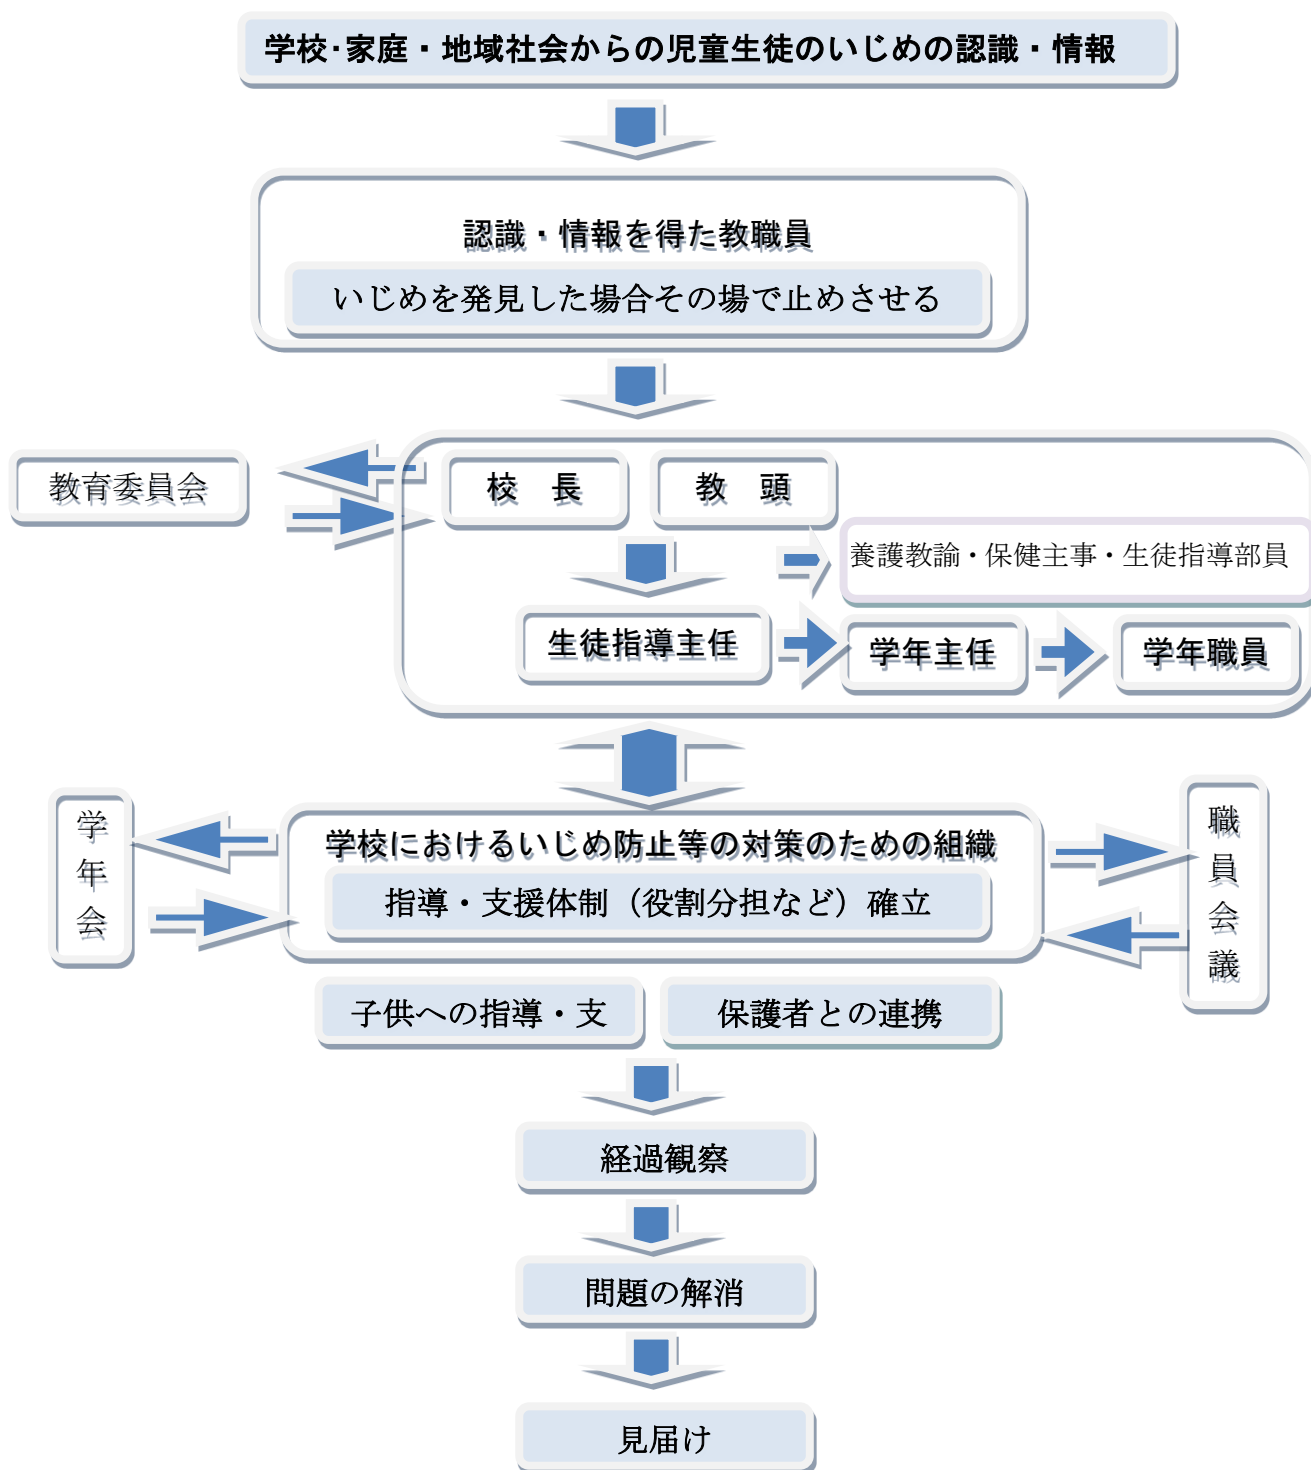 学校・家庭・地域社会からの児童生徒のいじめの認識・情報
認識・情報を得た教職員
いじめを発見した場合その場で止めさせる
教育委員会
校　長
教　頭
養護教諭・保健主事・生徒指導部員
生徒指導主任
学年主任
学年職員
学年会
学校におけるいじめ防止等の対策のための組織
指導・支援体制（役割分担など）確立
職員会議
子供への指導・支
保護者との連携
経過観察
問題の解消
見届け